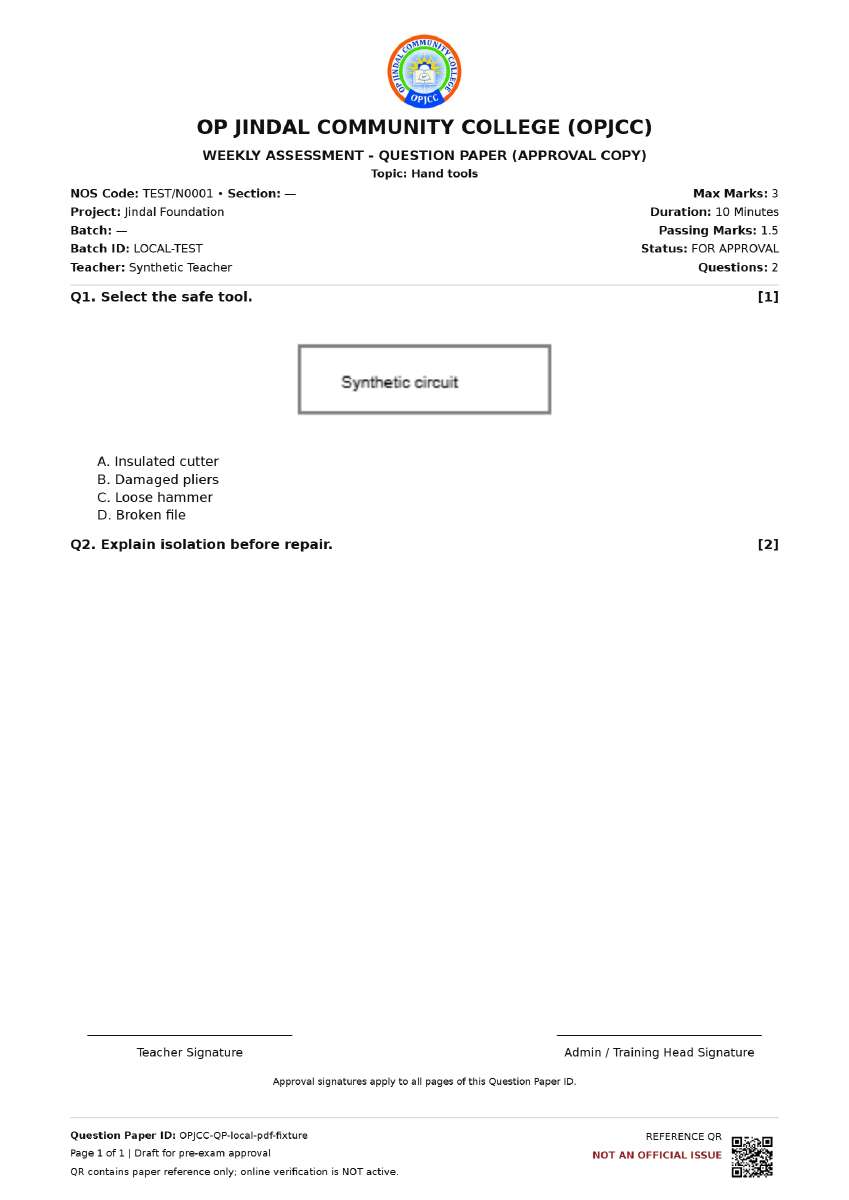 OP JINDAL COMMUNITY COLLEGE
OPJCC
OP JINDAL COMMUNITY COLLEGE (OPJCC)
WEEKLY ASSESSMENT - QUESTION PAPER (APPROVAL COPY)
Topic: Hand tools
NOS Code: TEST/N0001 • Section: — Max Marks: 3
Project: Jindal Foundation Duration: 10 Minutes
Batch: — Passing Marks: 1.5
Batch ID: LOCAL-TEST Status: FOR APPROVAL
Teacher: Synthetic Teacher Questions: 2
Q1. Select the safe tool. [1]
Synthetic circuit
A. Insulated cutter
B. Damaged pliers
C. Loose hammer
D. Broken file
Q2. Explain isolation before repair. [2]
Teacher Signature Admin / Training Head Signature
Approval signatures apply to all pages of this Question Paper ID.
Question Paper ID: OPJCC-QP-local-pdf-fixture REFERENCE QR
Page 1 of 1 | Draft for pre-exam approval NOT AN OFFICIAL ISSUE
QR contains paper reference only; online verification is NOT active.